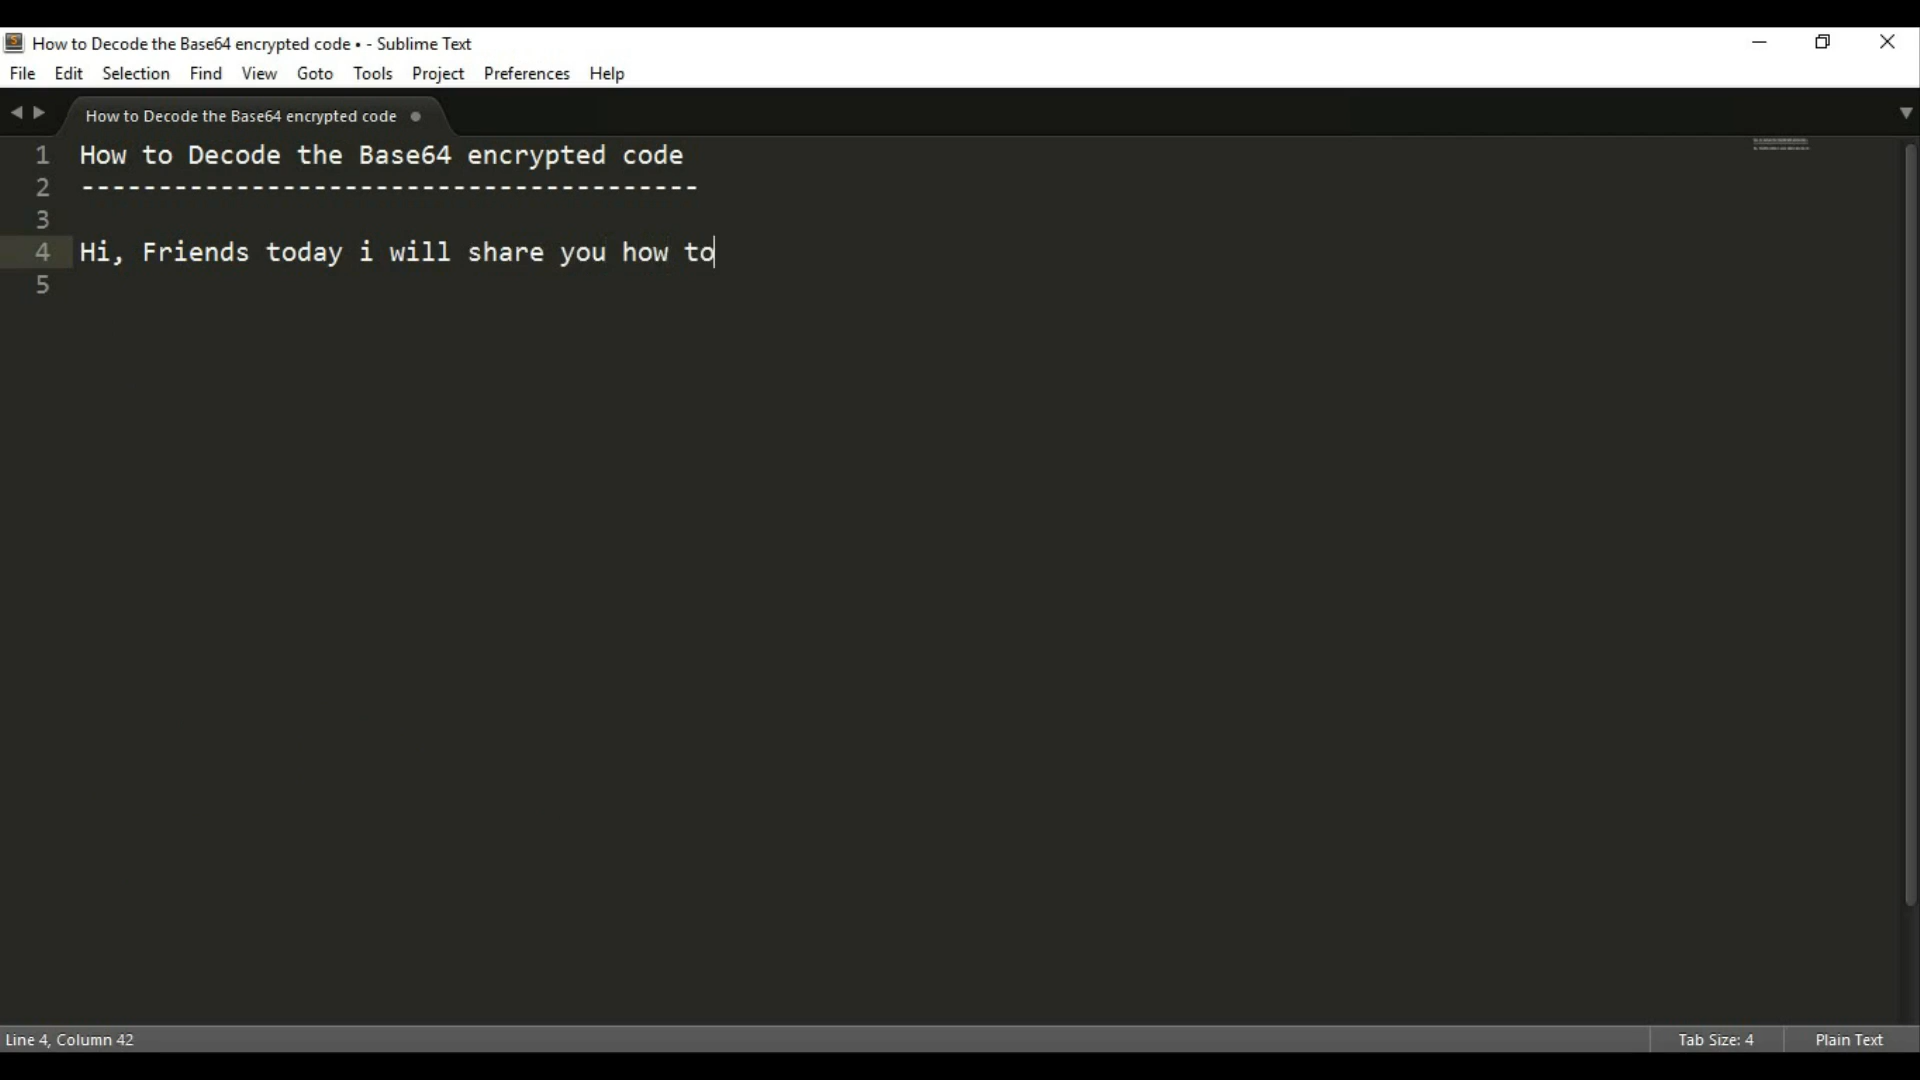 How to Decode the Base64 encrypted code • - Sublime Text
File Edit Selection Find View Goto Tools Project Preferences Help
How to Decode the Base64 encrypted code
1 How to Decode the Base64 encrypted code
2 ----------------------------------------
3
4 Hi, Friends today i will share you how to
5
Line 4, Column 42 Tab Size: 4 Plain Text